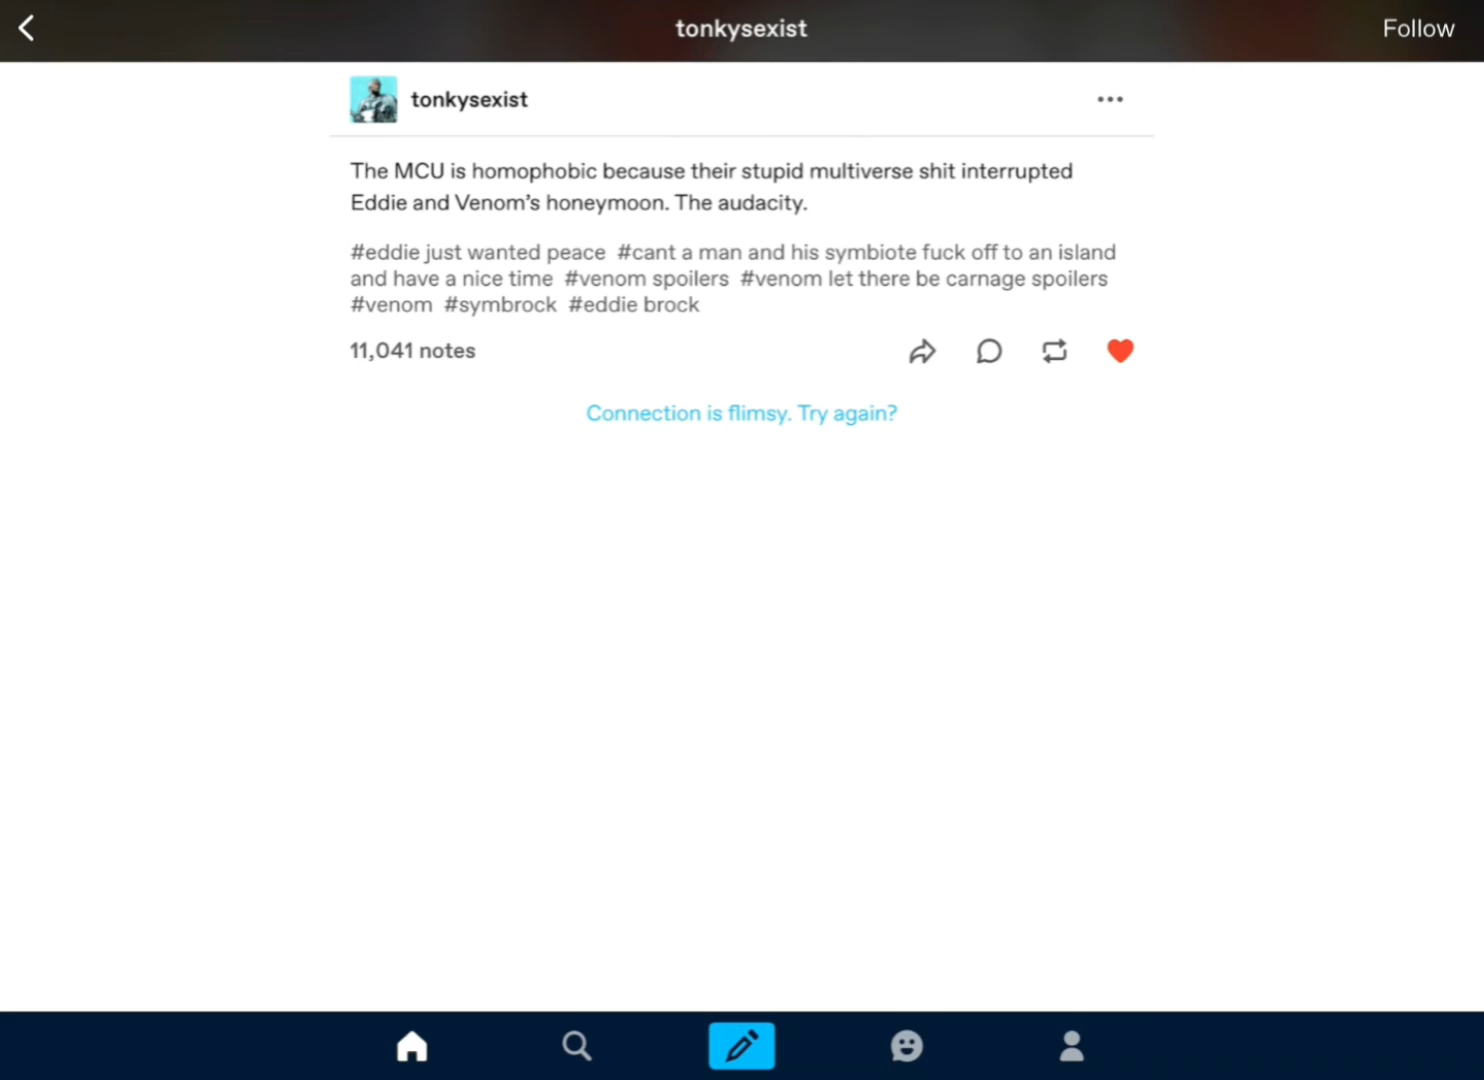 tonkysexist
Follow
tonkysexist
The MCU is homophobic because their stupid multiverse shit interrupted
Eddie and Venom’s honeymoon. The audacity.
#eddie just wanted peace #cant a man and his symbiote fuck off to an island
and have a nice time #venom spoilers #venom let there be carnage spoilers
#venom #symbrock #eddie brock
11,041 notes
Connection is flimsy. Try again?